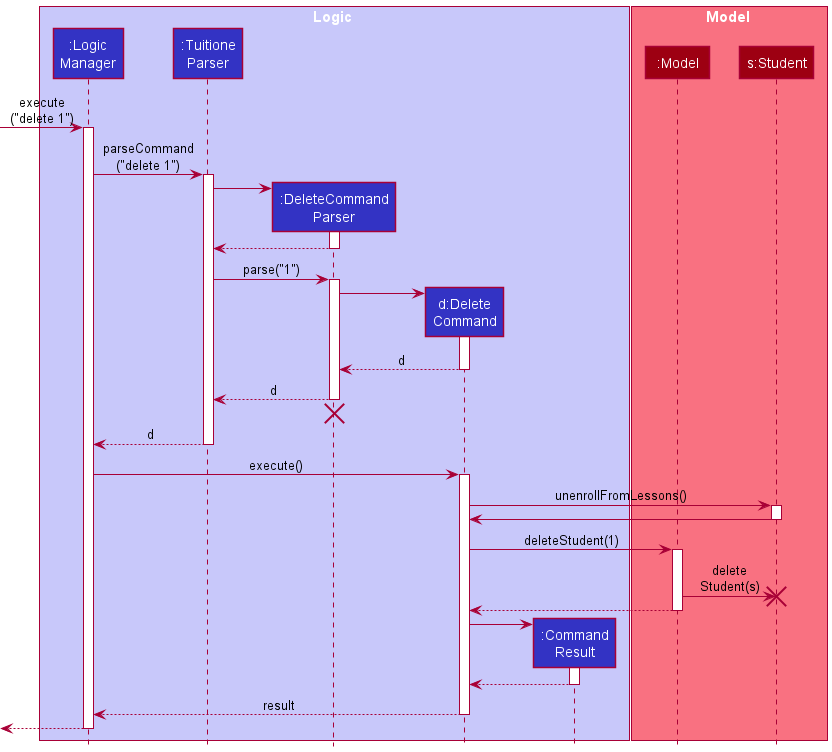 Logic
Model
:Logic
Manager
:Tuitione
Parser
:Model
s:Student
execute
("delete 1")
parseCommand
("delete 1")
:DeleteCommand
Parser
parse("1")
d:Delete
Command
d
d
d
execute()
unenrollFromLessons()
deleteStudent(1)
delete
Student(s)
:Command
Result
result